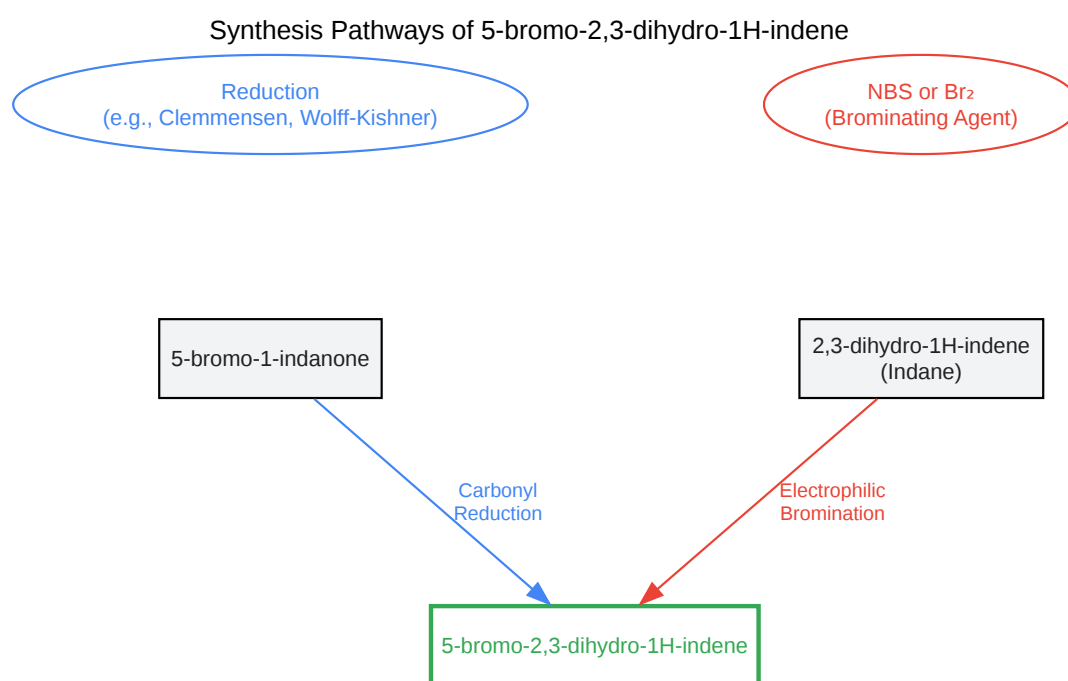 Synthesis Pathways of 5-bromo-2,3-dihydro-1H-indene
Reduction
(e.g., Clemmensen, Wolff-Kishner)
NBS or Br₂
(Brominating Agent)
5-bromo-1-indanone
2,3-dihydro-1H-indene
(Indane)
Carbonyl
Reduction
Electrophilic
Bromination
5-bromo-2,3-dihydro-1H-indene